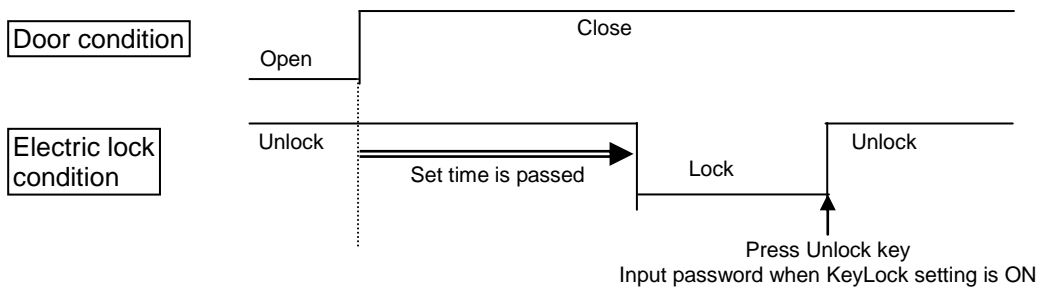 Door condition
Open
Close
Electric lock
condition
Unlock
Set time is passed
Lock
Unlock
Press Unlock key
Input password when KeyLock setting is ON